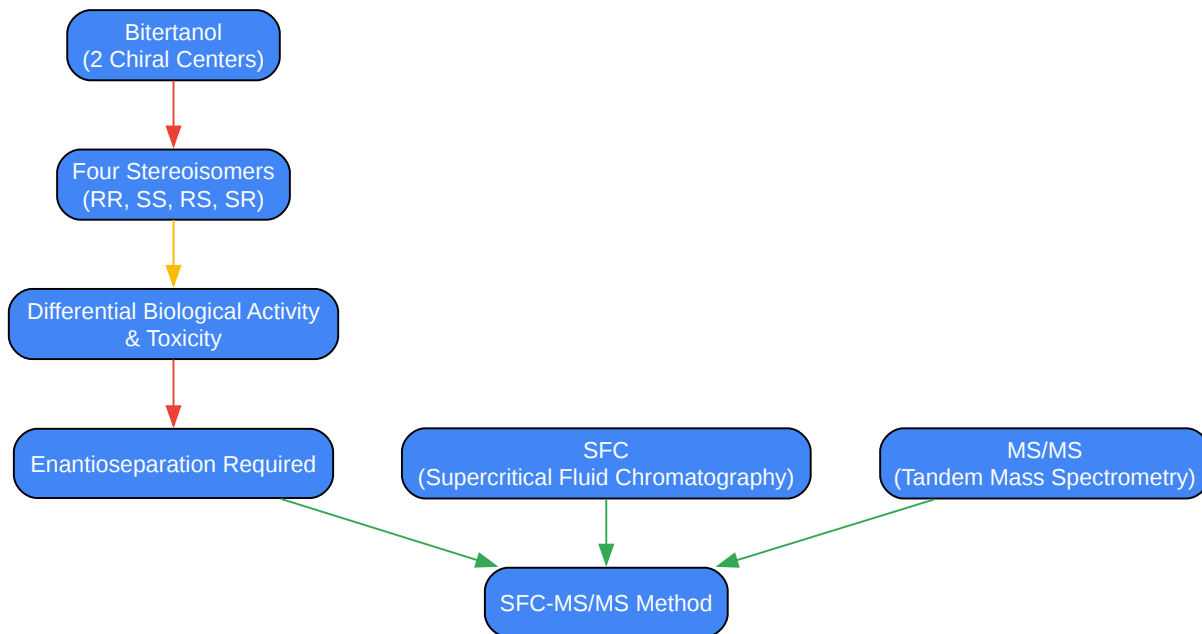 Bitertanol
(2 Chiral Centers)
Four Stereoisomers
(RR, SS, RS, SR)
Differential Biological Activity
& Toxicity
Enantioseparation Required
SFC
(Supercritical Fluid Chromatography)
MS/MS
(Tandem Mass Spectrometry)
SFC-MS/MS Method